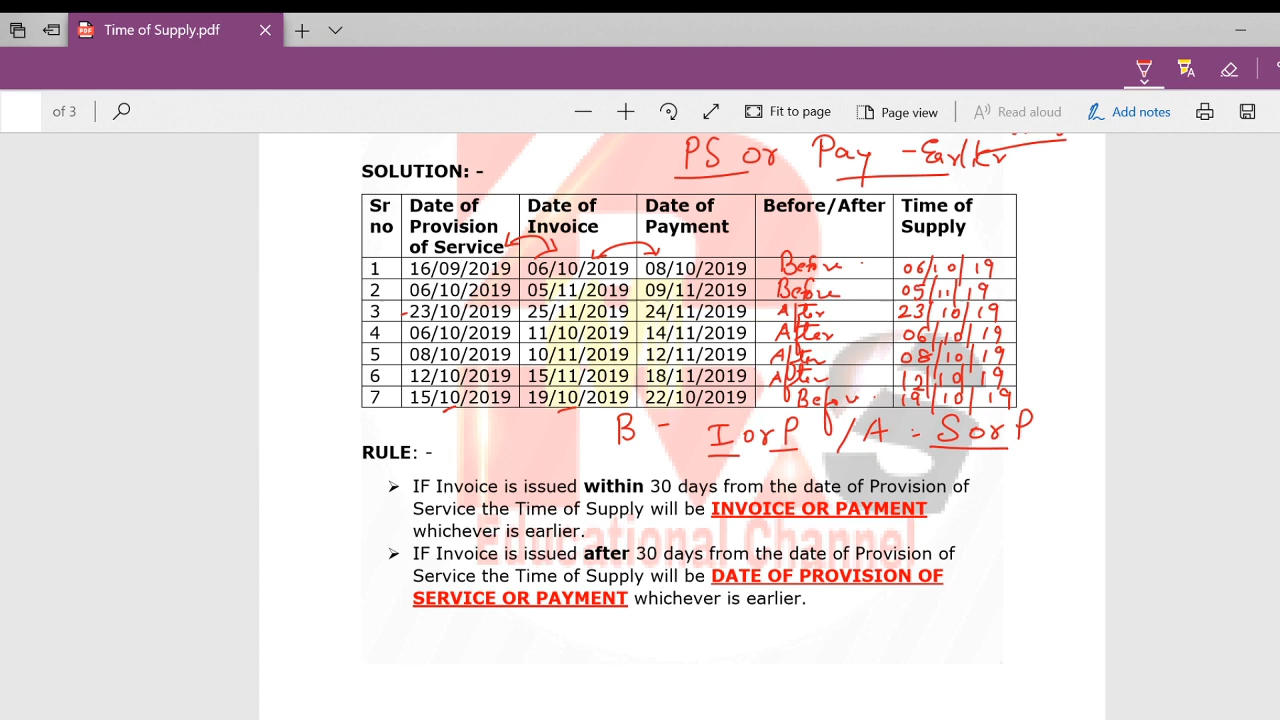 Time of Supply.pdf
of 3
Fit to page
Page view
Read aloud
Add notes
PS or Pay - Earlier
SOLUTION: -
Sr no Date of Provision of Service Date of Invoice Date of Payment Before/After Time of Supply
1 16/09/2019 06/10/2019 08/10/2019 Before 06/10/19
2 06/10/2019 05/11/2019 09/11/2019 Before 05/11/19
3 23/10/2019 25/11/2019 24/11/2019 After 23/10/19
4 06/10/2019 11/10/2019 14/11/2019 After 06/10/19
5 08/10/2019 10/11/2019 12/11/2019 After 08/10/19
6 12/10/2019 15/11/2019 18/11/2019 After 12/10/19
7 15/10/2019 19/10/2019 22/10/2019 Before 19/10/19
B - I or P / A - S or P
RULE: -
IF Invoice is issued within 30 days from the date of Provision of
Service the Time of Supply will be INVOICE OR PAYMENT
whichever is earlier.
Educational Channel
IF Invoice is issued after 30 days from the date of Provision of
Service the Time of Supply will be DATE OF PROVISION OF
SERVICE OR PAYMENT whichever is earlier.